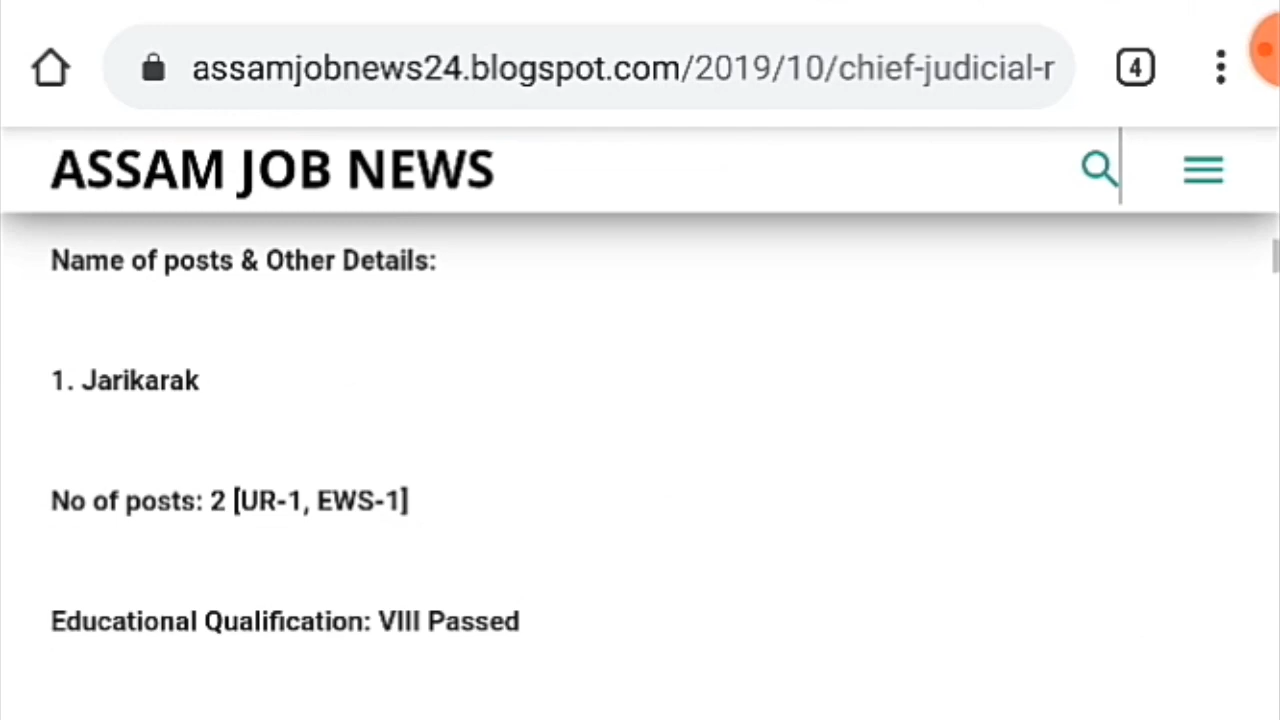 assamjobnews24.blogspot.com/2019/10/chief-judicial-r
4
ASSAM JOB NEWS
Name of posts & Other Details:
1. Jarikarak
No of posts: 2 [UR-1, EWS-1]
Educational Qualification: VIII Passed